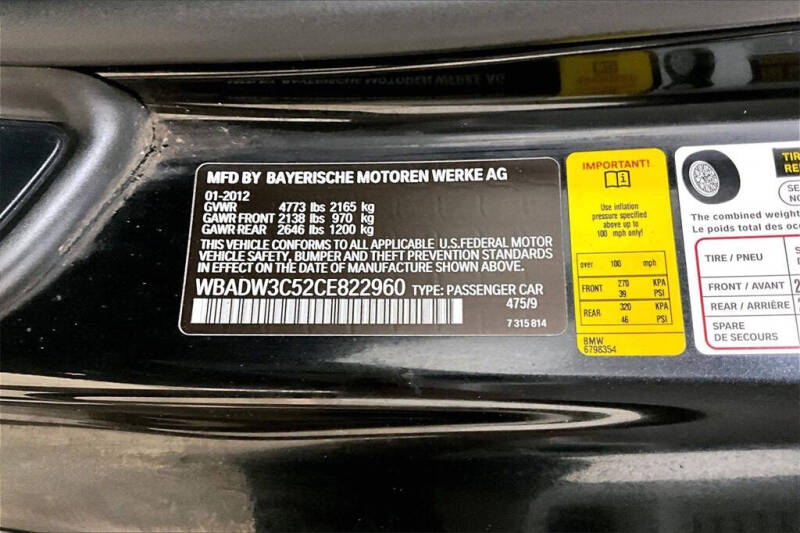 MFD BY BAYERISCHE MOTOREN WERKE AG
01-2012
GVWR 4773 lbs 2165 kg
GAWR FRONT 2138 lbs 970 kg
GAWR REAR 2646 lbs 1200 kg
THIS VEHICLE CONFORMS TO ALL APPLICABLE U.S.FEDERAL MOTOR
VEHICLE SAFETY, BUMPER AND THEFT PREVENTION STANDARDS
IN EFFECT ON THE DATE OF MANUFACTURE SHOWN ABOVE.
WBADW3C52CE822960 TYPE: PASSENGER CAR
475/9
7 315 814
IMPORTANT!
Use inflation
pressure specified
above up to
100 mph only!
over 100 mph
FRONT 270 KPA
39 PSI
REAR 320 KPA
46 PSI
BMW
6798354
TIR
RE
SE
NO
The combined weight
Le poids total des oc
TIRE / PNEU S
FRONT / AVANT 2
REAR / ARRIÈRE
SPARE
DE SECOURS